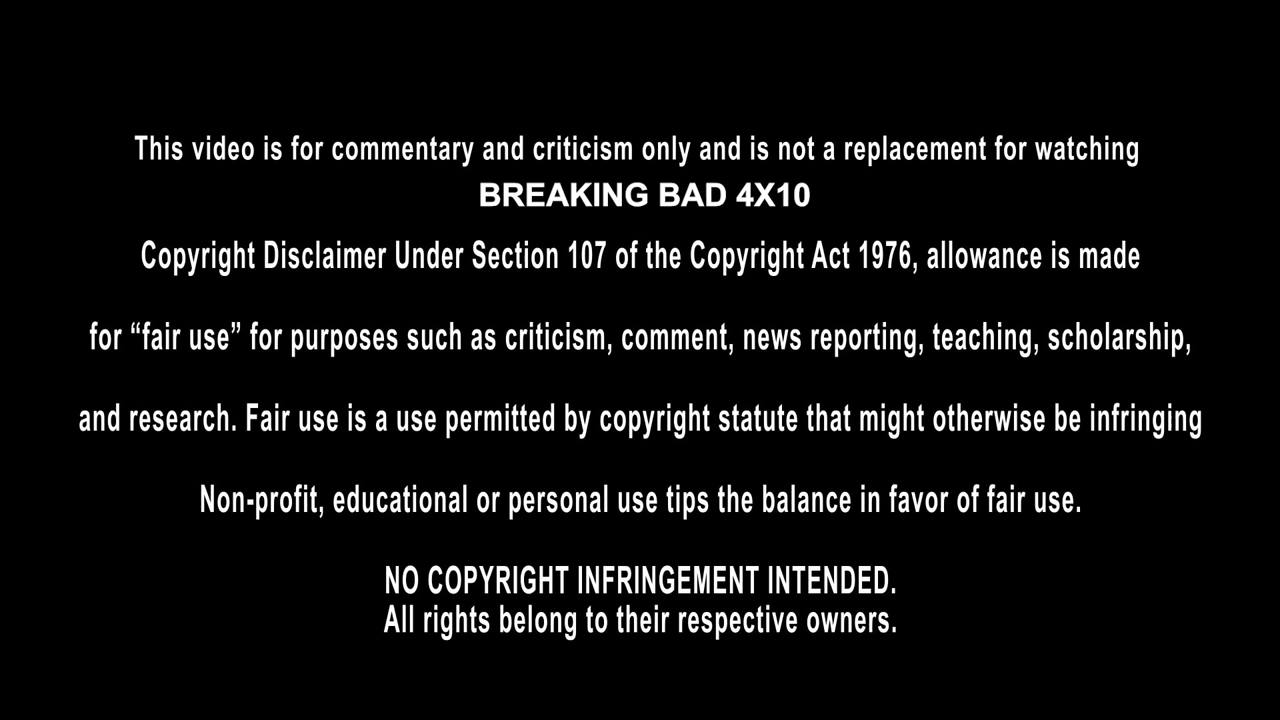 This video is for commentary and criticism only and is not a replacement for watching
BREAKING BAD 4X10
Copyright Disclaimer Under Section 107 of the Copyright Act 1976, allowance is made
for “fair use” for purposes such as criticism, comment, news reporting, teaching, scholarship,
and research. Fair use is a use permitted by copyright statute that might otherwise be infringing
Non-profit, educational or personal use tips the balance in favor of fair use.
NO COPYRIGHT INFRINGEMENT INTENDED.
All rights belong to their respective owners.